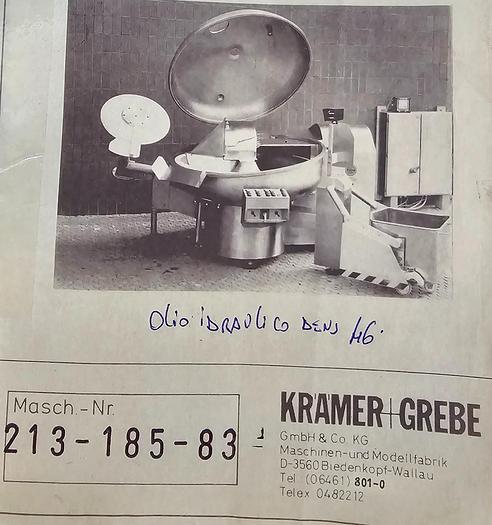 OLIO IDRAULICO DENS 46.
Masch.-Nr.
213-185-83
KRÄMER+GREBE
GmbH & Co. KG
Maschinen-und Modellfabrik
D-3560 Biedenkopf-Wallau
Tel (06461) 801-0
Telex 0482212